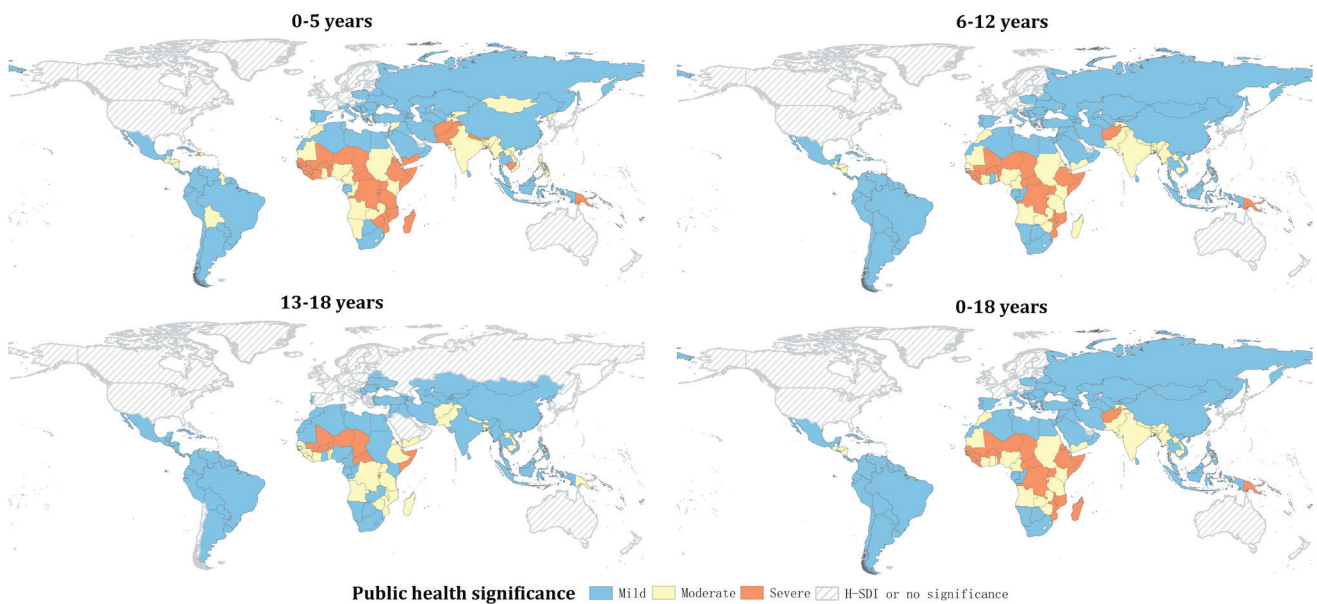 0-5 years
6-12 years
13-18 years
0-18 years
Public health significance Mild Moderate Severe H-SDI or no significance